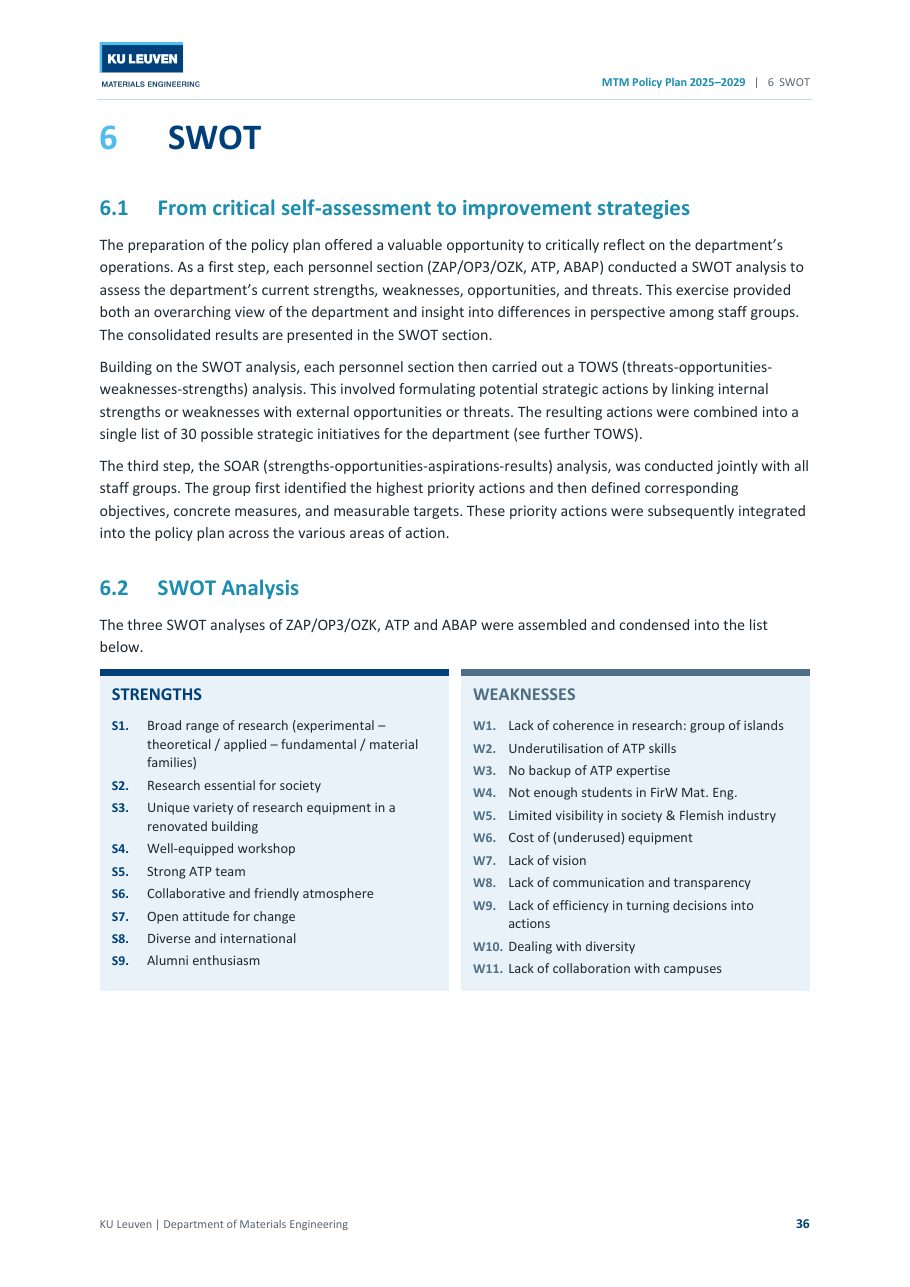 KU LEUVEN
MATERIALS ENGINEERING
MTM Policy Plan 2025–2029 | 6 SWOT
6 SWOT
6.1 From critical self-assessment to improvement strategies
The preparation of the policy plan offered a valuable opportunity to critically reflect on the department’s
operations. As a first step, each personnel section (ZAP/OP3/OZK, ATP, ABAP) conducted a SWOT analysis to
assess the department’s current strengths, weaknesses, opportunities, and threats. This exercise provided
both an overarching view of the department and insight into differences in perspective among staff groups.
The consolidated results are presented in the SWOT section.
Building on the SWOT analysis, each personnel section then carried out a TOWS (threats-opportunities-
weaknesses-strengths) analysis. This involved formulating potential strategic actions by linking internal
strengths or weaknesses with external opportunities or threats. The resulting actions were combined into a
single list of 30 possible strategic initiatives for the department (see further TOWS).
The third step, the SOAR (strengths-opportunities-aspirations-results) analysis, was conducted jointly with all
staff groups. The group first identified the highest priority actions and then defined corresponding
objectives, concrete measures, and measurable targets. These priority actions were subsequently integrated
into the policy plan across the various areas of action.
6.2 SWOT Analysis
The three SWOT analyses of ZAP/OP3/OZK, ATP and ABAP were assembled and condensed into the list
below.
STRENGTHS
S1. Broad range of research (experimental –
theoretical / applied – fundamental / material
families)
S2. Research essential for society
S3. Unique variety of research equipment in a
renovated building
S4. Well-equipped workshop
S5. Strong ATP team
S6. Collaborative and friendly atmosphere
S7. Open attitude for change
S8. Diverse and international
S9. Alumni enthusiasm
WEAKNESSES
W1. Lack of coherence in research: group of islands
W2. Underutilisation of ATP skills
W3. No backup of ATP expertise
W4. Not enough students in FirW Mat. Eng.
W5. Limited visibility in society & Flemish industry
W6. Cost of (underused) equipment
W7. Lack of vision
W8. Lack of communication and transparency
W9. Lack of efficiency in turning decisions into
actions
W10. Dealing with diversity
W11. Lack of collaboration with campuses
KU Leuven | Department of Materials Engineering
36